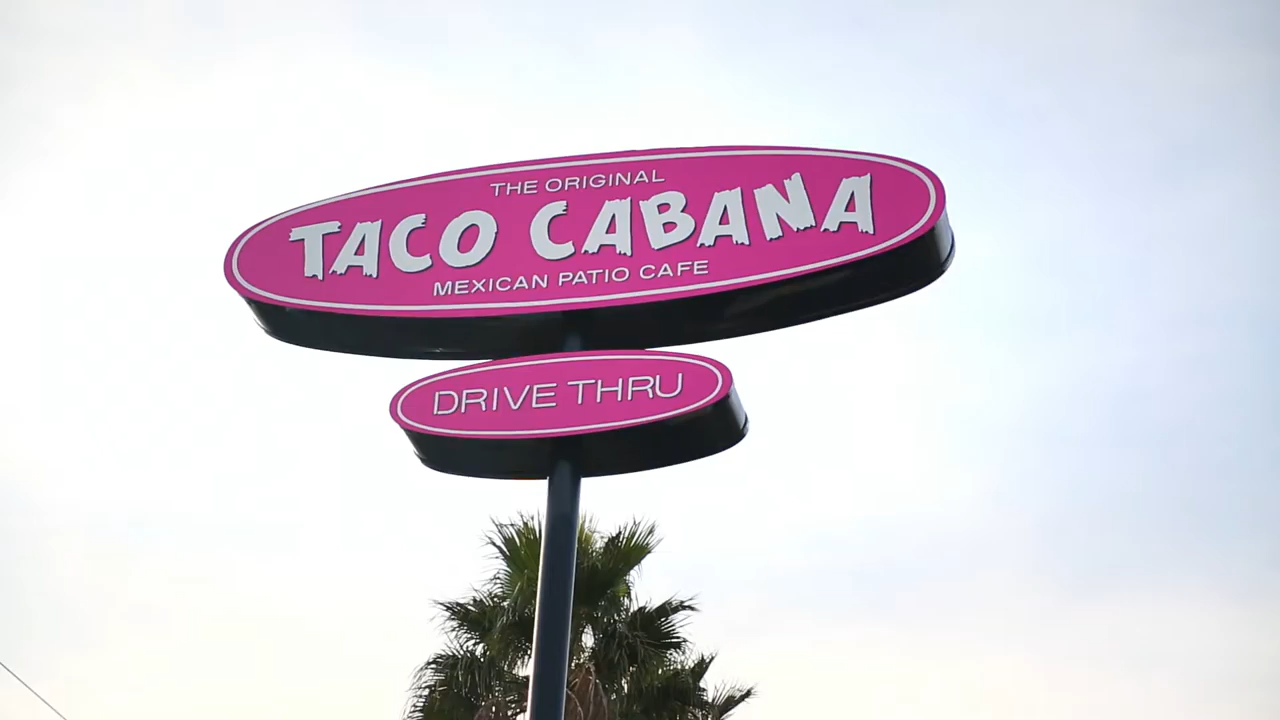 THE ORIGINAL
TACO CABANA
MEXICAN PATIO CAFE
DRIVE THRU